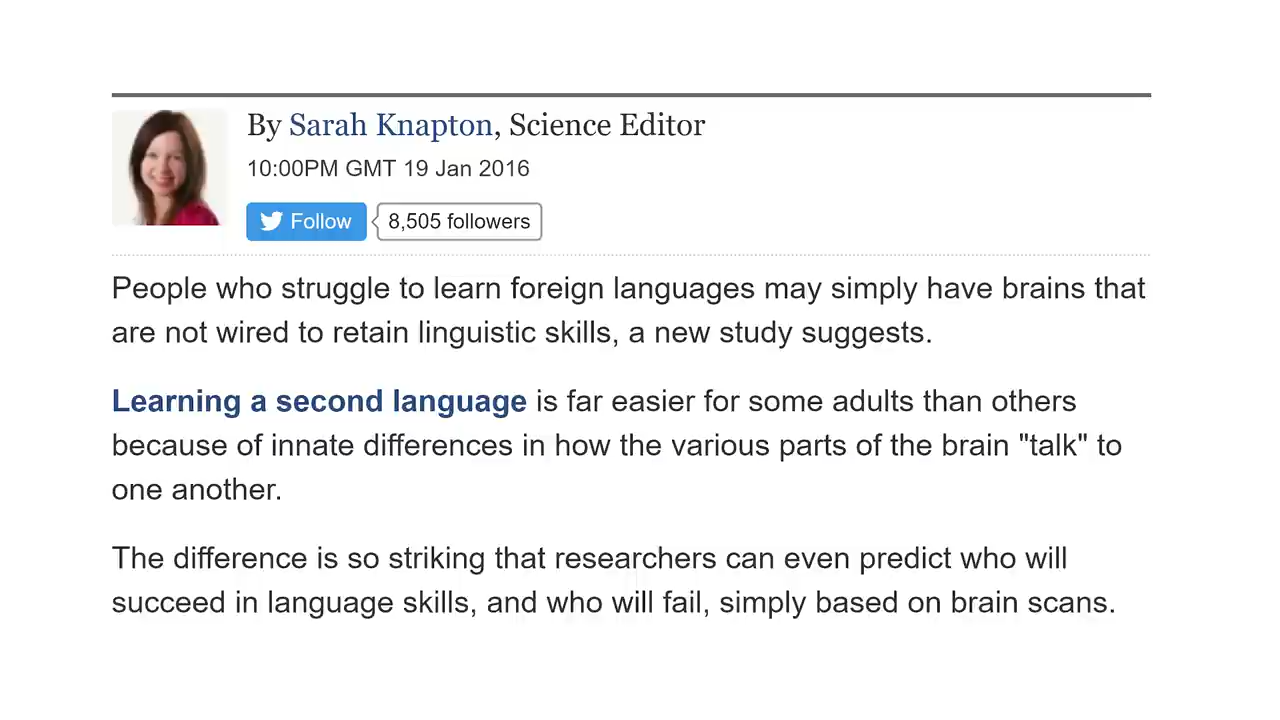 By Sarah Knapton, Science Editor
10:00PM GMT 19 Jan 2016
Follow 8,505 followers
People who struggle to learn foreign languages may simply have brains that
are not wired to retain linguistic skills, a new study suggests.
Learning a second language is far easier for some adults than others
because of innate differences in how the various parts of the brain "talk" to
one another.
The difference is so striking that researchers can even predict who will
succeed in language skills, and who will fail, simply based on brain scans.